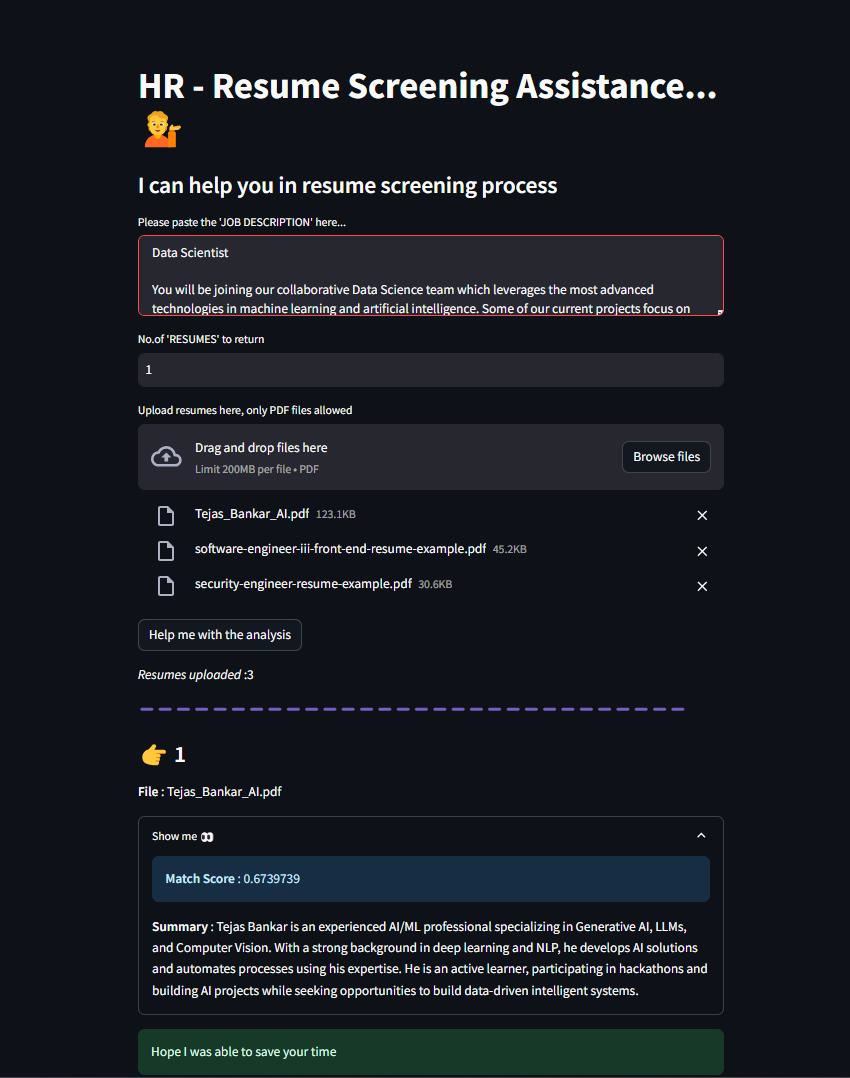 HR - Resume Screening Assistance...
💁
I can help you in resume screening process
Please paste the 'JOB DESCRIPTION' here...
Data Scientist
You will be joining our collaborative Data Science team which leverages the most advanced
technologies in machine learning and artificial intelligence. Some of our current projects focus on
No.of 'RESUMES' to return
1
Upload resumes here, only PDF files allowed
Drag and drop files here
Limit 200MB per file • PDF
Browse files
Tejas_Bankar_AI.pdf 123.1KB
software-engineer-iii-front-end-resume-example.pdf 45.2KB
security-engineer-resume-example.pdf 30.6KB
Help me with the analysis
Resumes uploaded :3
👉 1
File : Tejas_Bankar_AI.pdf
Show me 👀
Match Score : 0.6739739
Summary : Tejas Bankar is an experienced AI/ML professional specializing in Generative AI, LLMs,
and Computer Vision. With a strong background in deep learning and NLP, he develops AI solutions
and automates processes using his expertise. He is an active learner, participating in hackathons and
building AI projects while seeking opportunities to build data-driven intelligent systems.
Hope I was able to save your time